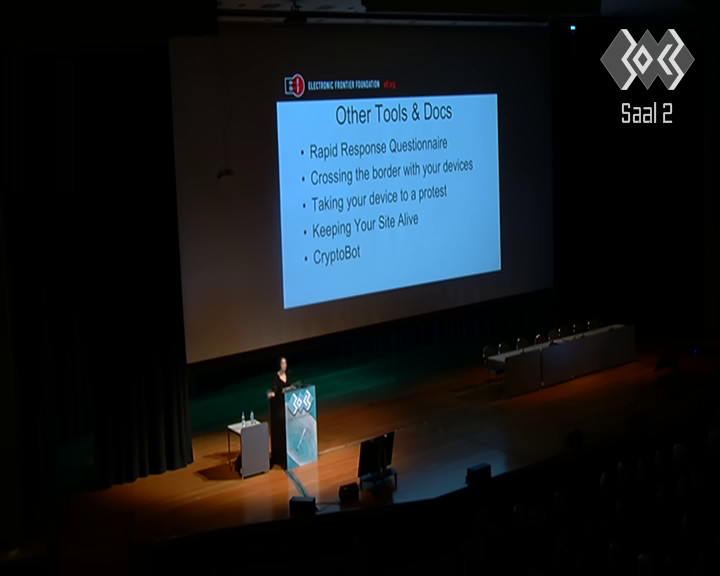 ELECTRONIC FRONTIER FOUNDATION eff.org
Other Tools & Docs
• Rapid Response Questionnaire
• Crossing the border with your devices
• Taking your device to a protest
• Keeping Your Site Alive
• CryptoBot
Saal 2